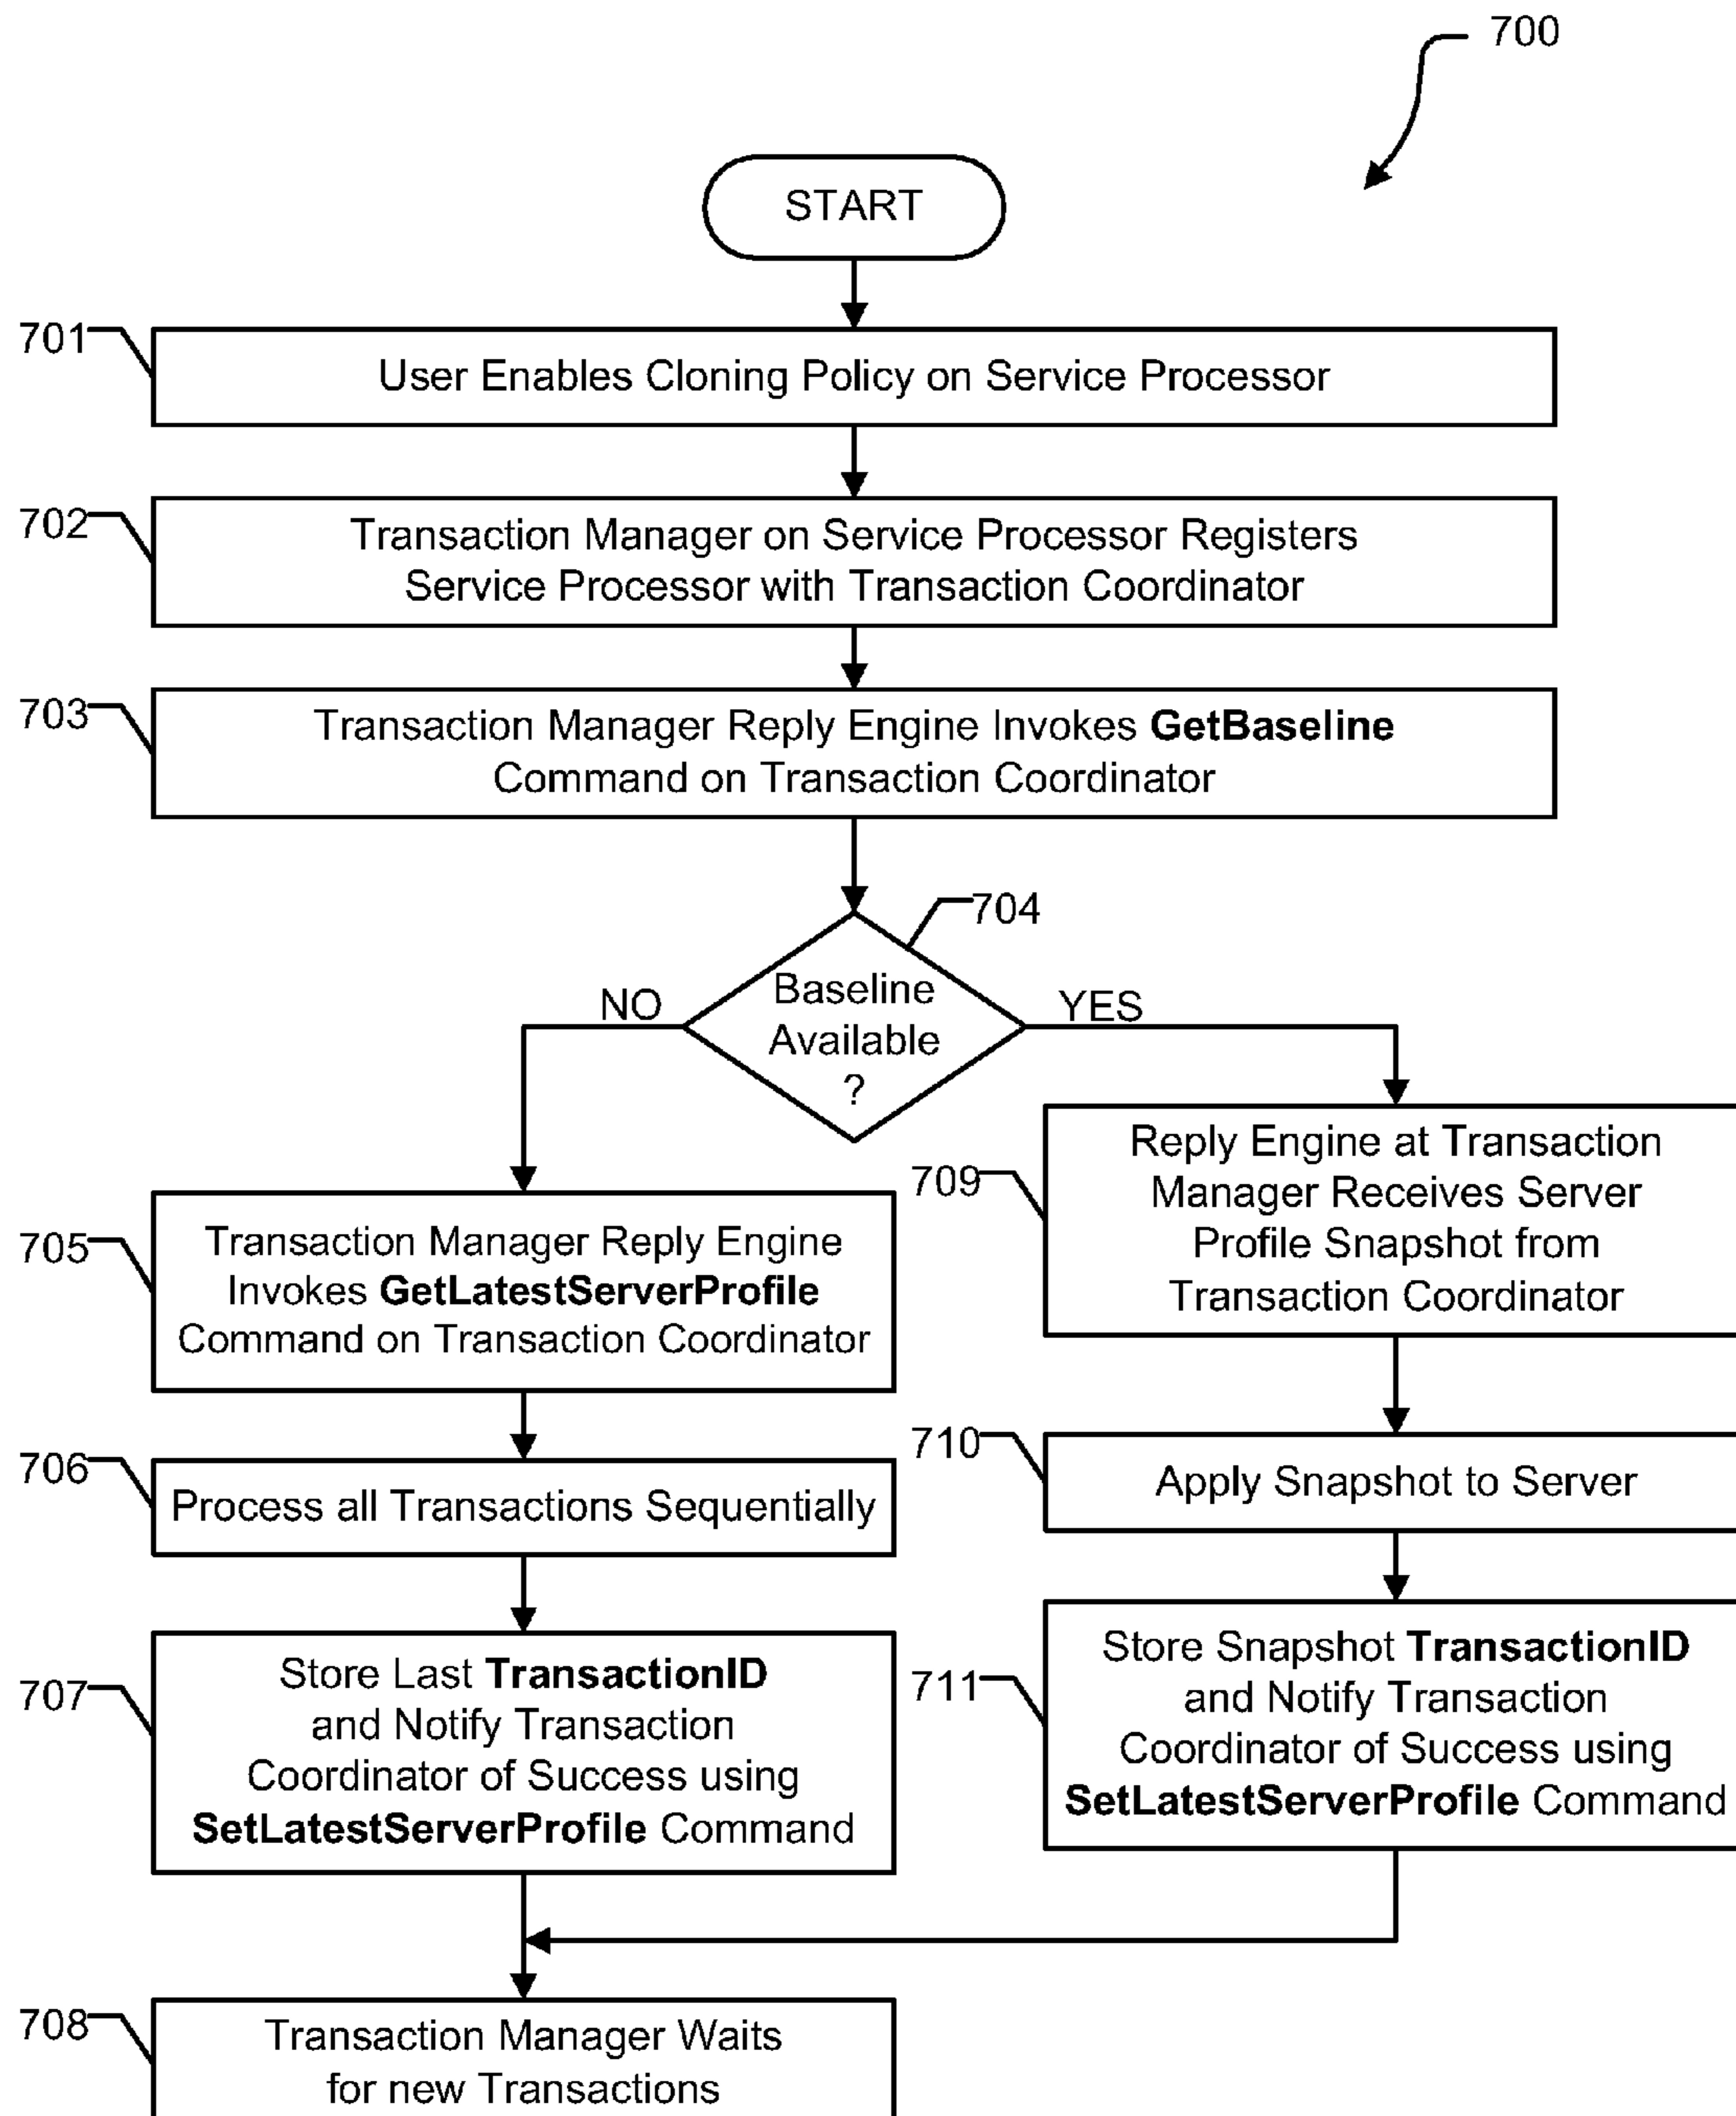 700
START
701
User Enables Cloning Policy on Service Processor
702
Transaction Manager on Service Processor Registers
Service Processor with Transaction Coordinator
703
Transaction Manager Reply Engine Invokes GetBaseline
Command on Transaction Coordinator
704
Baseline
Available
?
NO
YES
705
Transaction Manager Reply Engine
Invokes GetLatestServerProfile
Command on Transaction Coordinator
706
Process all Transactions Sequentially
707
Store Last TransactionID
and Notify Transaction
Coordinator of Success using
SetLatestServerProfile Command
709
Reply Engine at Transaction
Manager Receives Server
Profile Snapshot from
Transaction Coordinator
710
Apply Snapshot to Server
711
Store Snapshot TransactionID
and Notify Transaction
Coordinator of Success using
SetLatestServerProfile Command
708
Transaction Manager Waits
for new Transactions